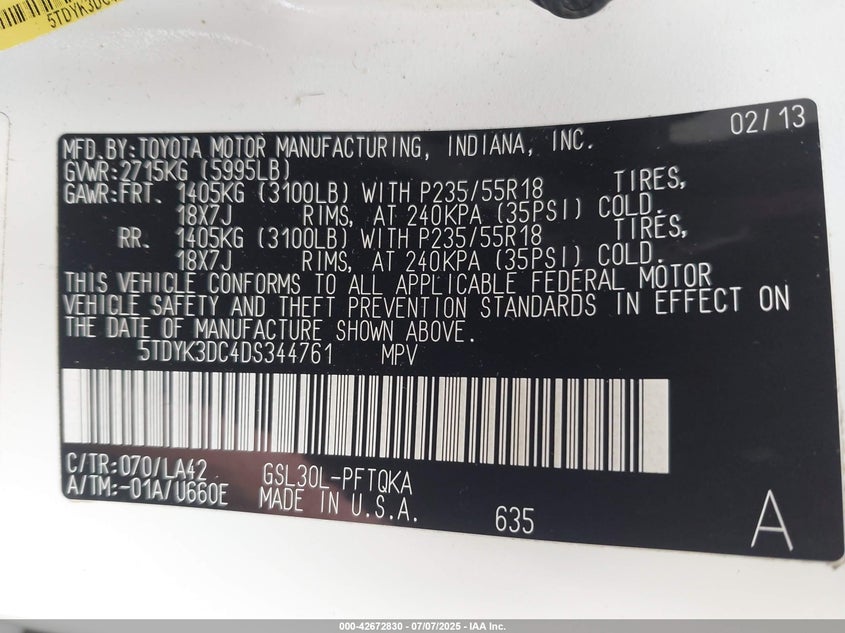 5TDYK3DC
02/13
MFD.BY:TOYOTA MOTOR MANUFACTURING, INDIANA, INC.
GVWR:2715KG (5995LB)
GAWR:FRT. 1405KG (3100LB) WITH P235/55R18 TIRES,
18X7J RIMS, AT 240KPA (35PSI) COLD.
RR. 1405KG (3100LB) WITH P235/55R18 TIRES,
18X7J RIMS, AT 240KPA (35PSI) COLD.
THIS VEHICLE CONFORMS TO ALL APPLICABLE FEDERAL MOTOR
VEHICLE SAFETY AND THEFT PREVENTION STANDARDS IN EFFECT ON
THE DATE OF MANUFACTURE SHOWN ABOVE.
5TDYK3DC4DS344761 MPV
C/TR:070/LA42 GSL30L-PFTQKA
A/TM:-01A/U660E MADE IN U.S.A.
635
A
000-42672830 - 07/07/2025 - IAA Inc.